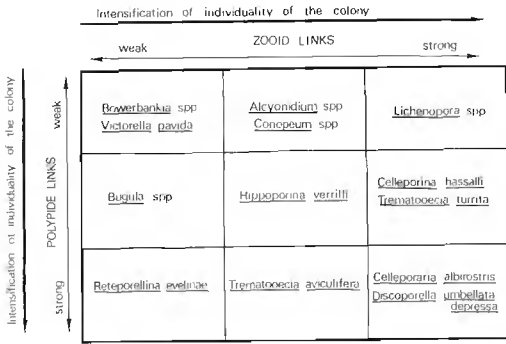 Intensification of individuality of the colony
ZOOID LINKS
weak
strong
Intensification of individuality of the colony
POLYPIDE LINKS
weak
strong
Bowerbankia spp
Victorella pavida
Alcyonidium spp
Conopeum spp
Lichenopora spp
Bugula spp
Hippoporina verrilli
Celleporina hassalli
Trematooecia turrita
Reteporellina evelinae
Trematooecia aviculifera
Celleporaria albirostris
Discoporella umbellata
depressa